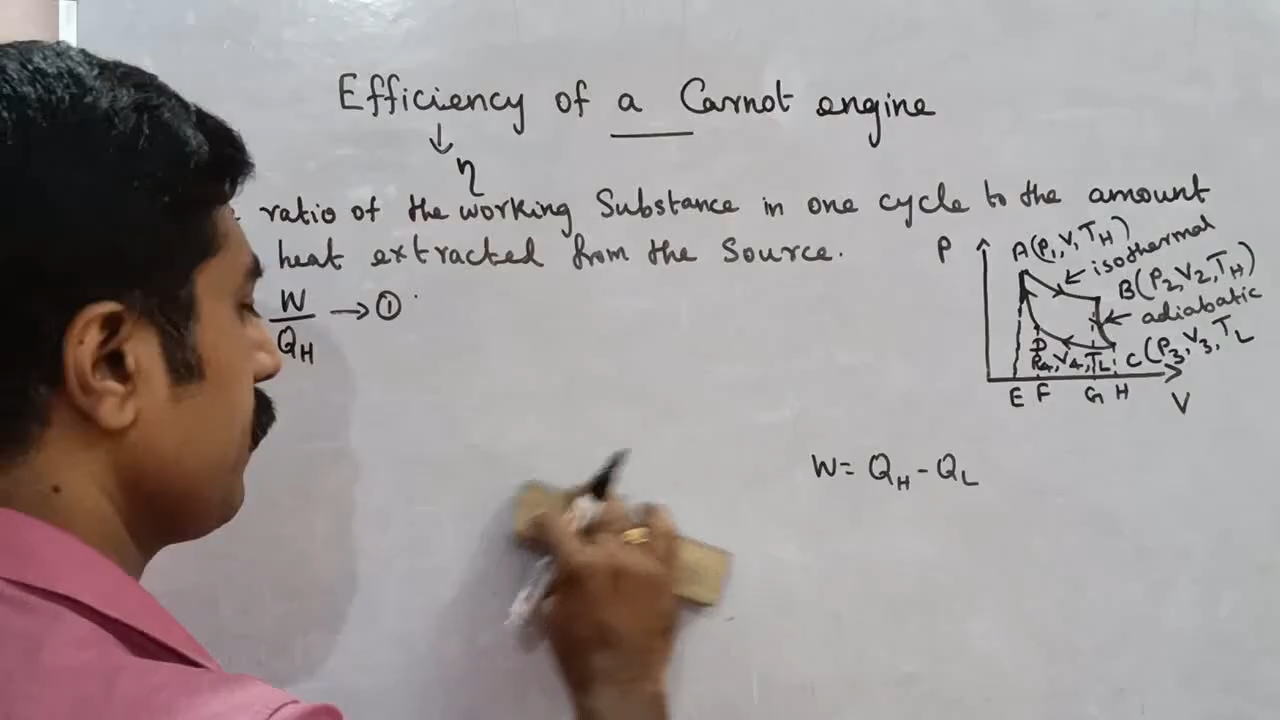 Efficiency of a Carnot engine
↓
η
ratio of the working Substance in one cycle to the amount
heat extracted from the Source.
W/Q_H → ①
P
A(P₁, V, T_H)
isothermal
B(P₂, V₂, T_H)
adiabatic
D
P₄, V₄, T_L
C(P₃, V₃, T_L
E F G H
V
W = Q_H - Q_L